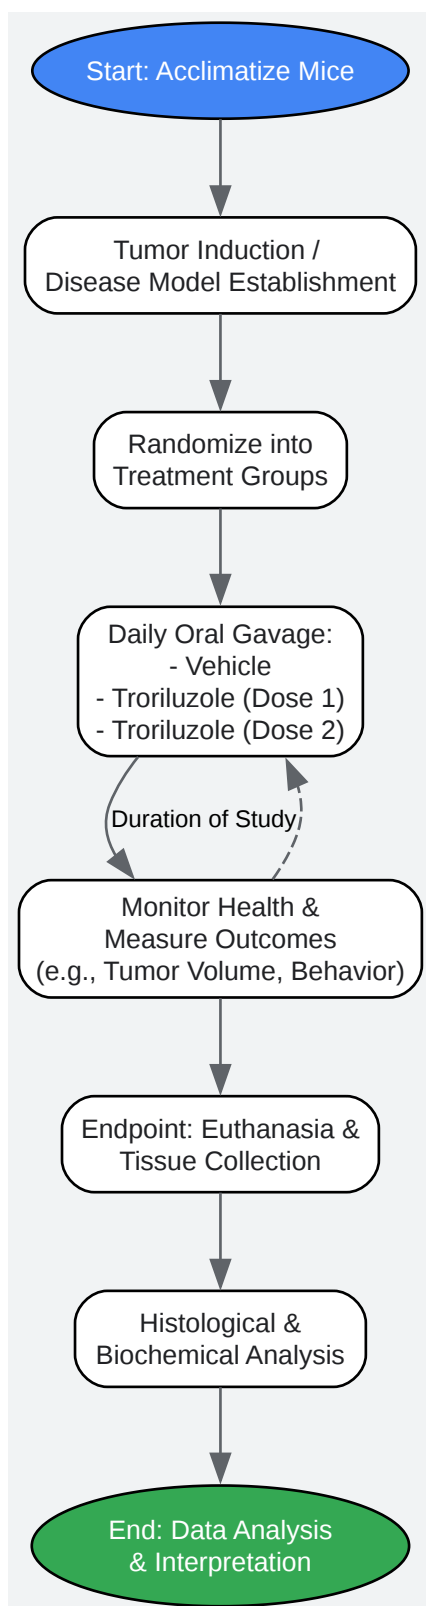 Start: Acclimatize Mice
Tumor Induction /
Disease Model Establishment
Randomize into
Treatment Groups
Daily Oral Gavage:
- Vehicle
- Troriluzole (Dose 1)
- Troriluzole (Dose 2)
Duration of Study
Monitor Health &
Measure Outcomes
(e.g., Tumor Volume, Behavior)
Endpoint: Euthanasia &
Tissue Collection
Histological &
Biochemical Analysis
End: Data Analysis
& Interpretation